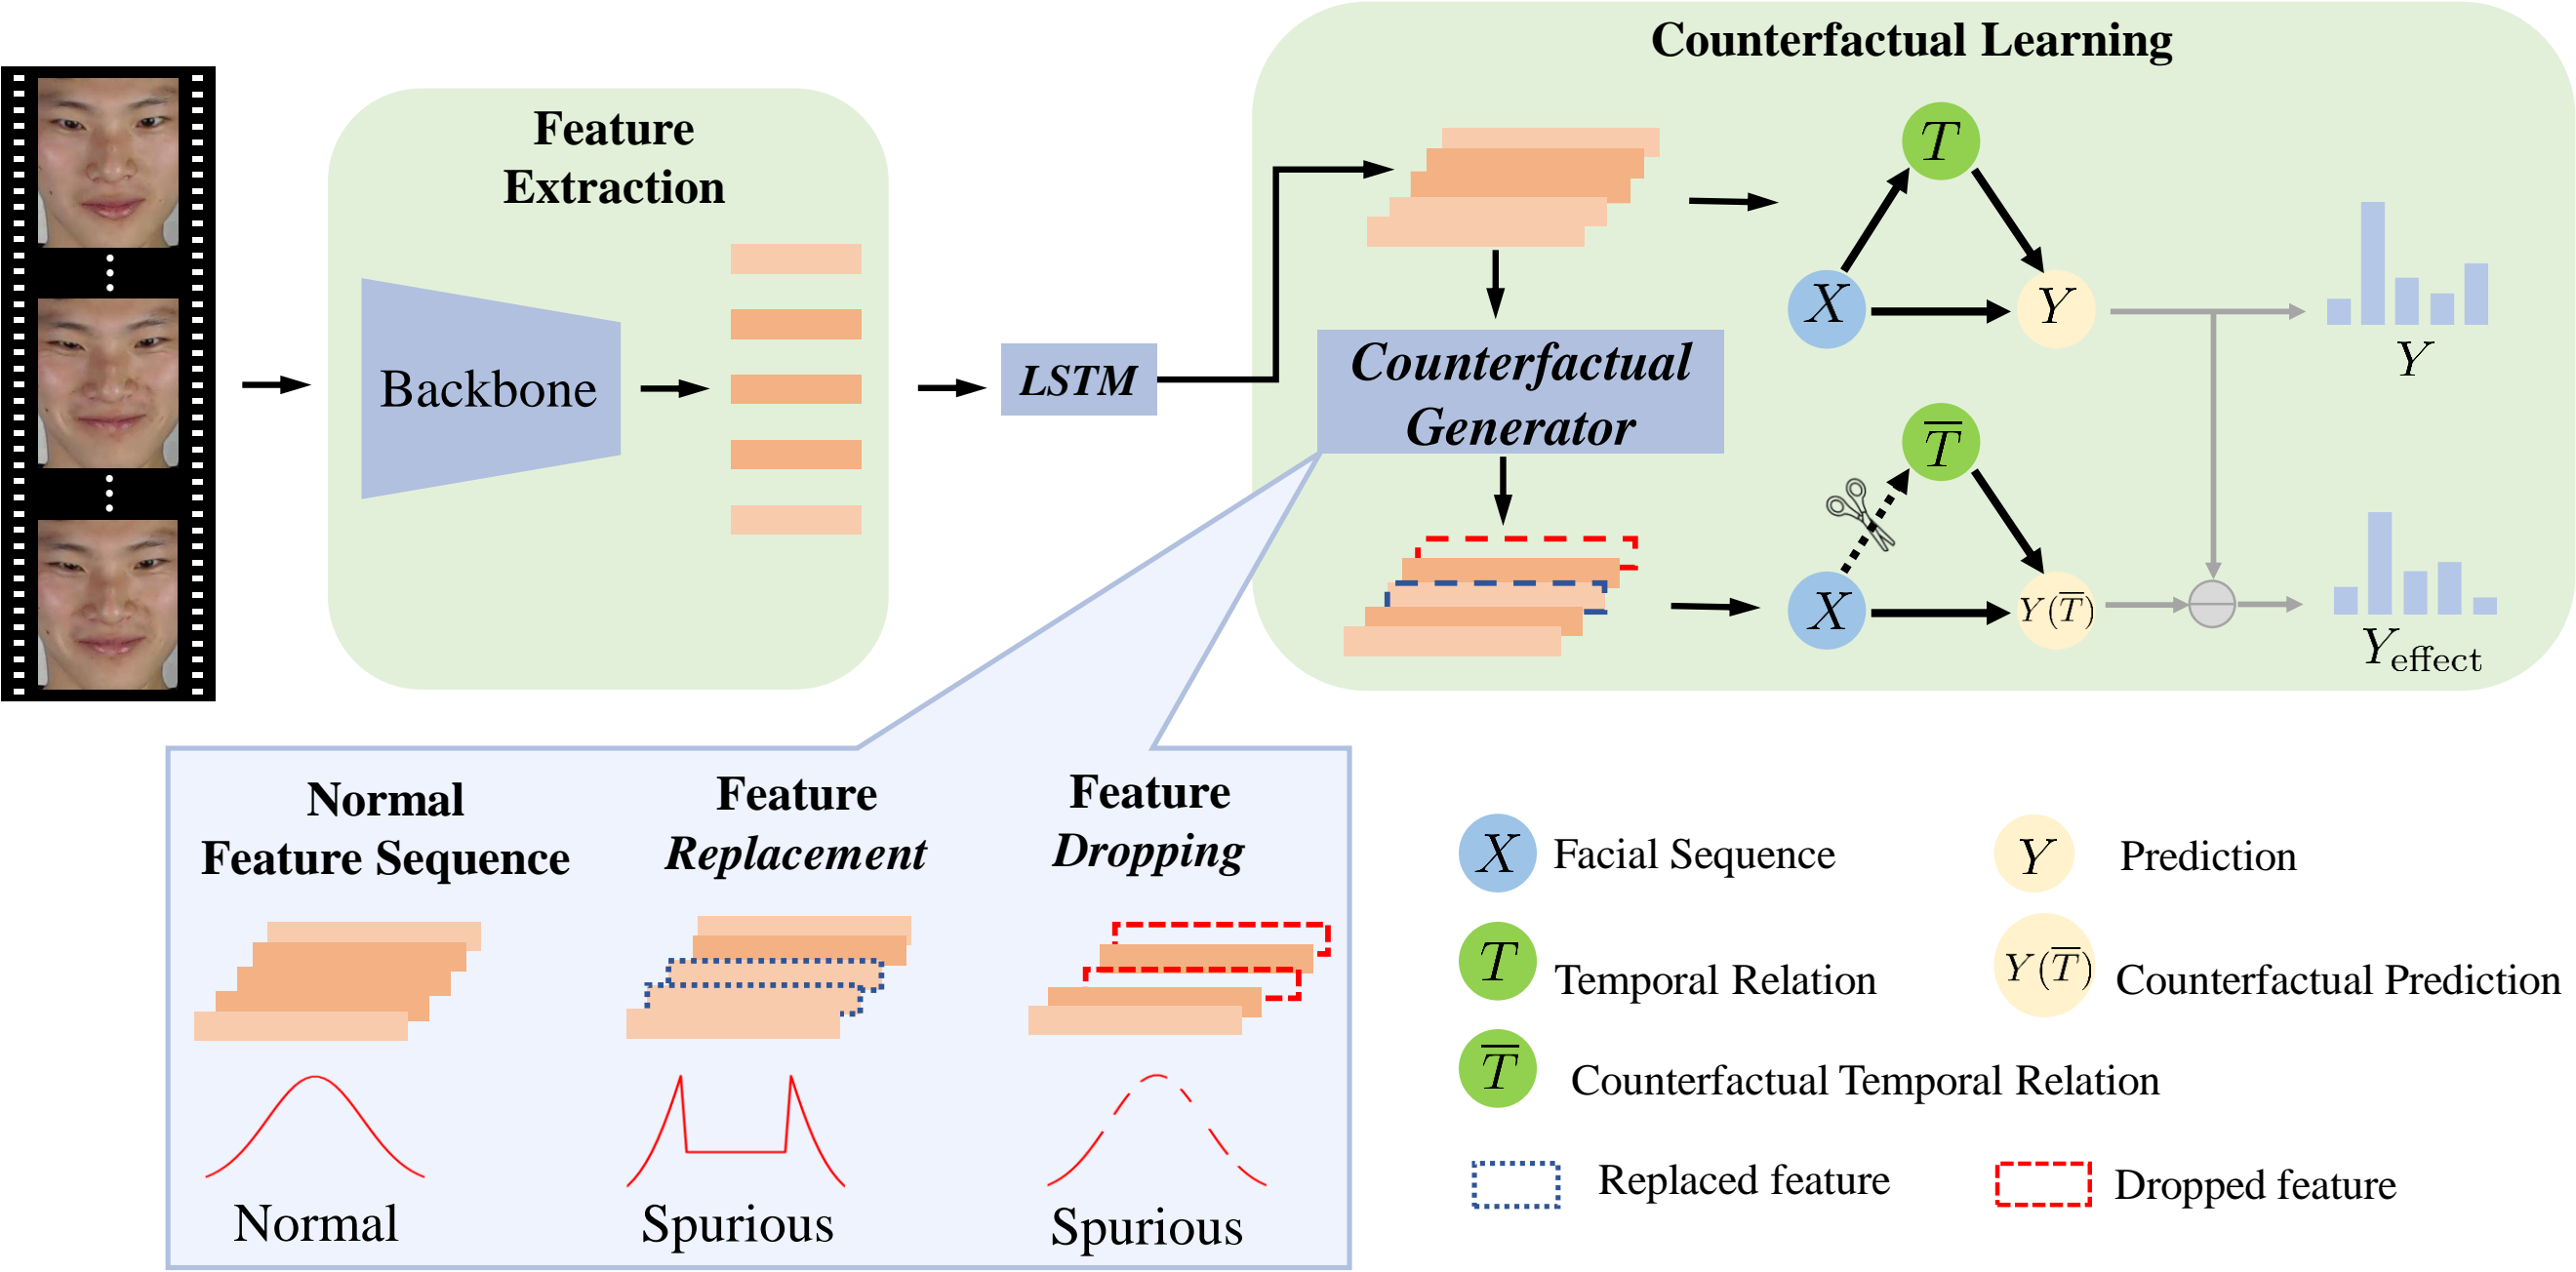 Counterfactual Learning
Feature
Extraction
Backbone
LSTM
Counterfactual
Generator
T
X
Y
Y
T̅
X
Y(T̅)
Y_effect
Normal
Feature Sequence
Feature
Replacement
Feature
Dropping
Normal
Spurious
Spurious
X Facial Sequence
Y Prediction
T Temporal Relation
Y(T̅) Counterfactual Prediction
T̅ Counterfactual Temporal Relation
Replaced feature
Dropped feature